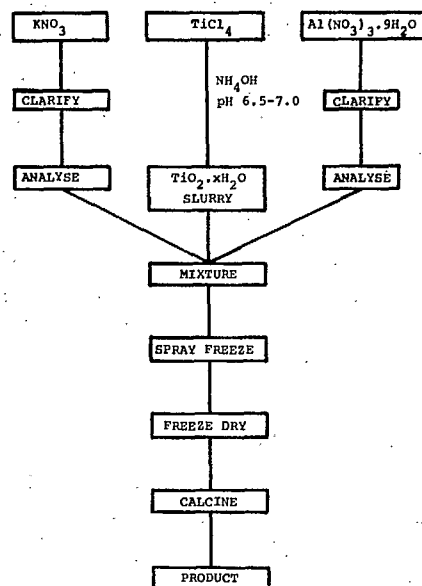 KNO3
TiCl4
Al(NO3)3.9H2O
NH4OH
pH 6.5-7.0
CLARIFY
CLARIFY
ANALYSE
TiO2.xH2O
SLURRY
ANALYSE
MIXTURE
SPRAY FREEZE
FREEZE DRY
CALCINE
PRODUCT